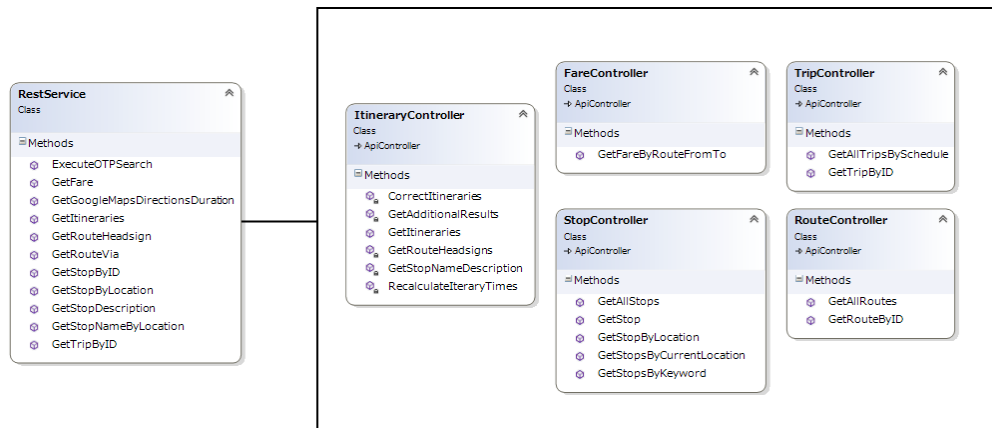 RestService
Class
Methods
ExecuteOTPSearch
GetFare
GetGoogleMapsDirectionsDuration
GetItineraries
GetRouteHeadsign
GetRouteVia
GetStopByID
GetStopByLocation
GetStopDescription
GetStopNameByLocation
GetTripByID
ItineraryController
Class
ApiController
Methods
CorrectItineraries
GetAdditionalResults
GetItineraries
GetRouteHeadsigns
GetStopNameDescription
RecalculateIteraryTimes
FareController
Class
ApiController
Methods
GetFareByRouteFromTo
TripController
Class
ApiController
Methods
GetAllTripsBySchedule
GetTripByID
StopController
Class
ApiController
Methods
GetAllStops
GetStop
GetStopByLocation
GetStopsByCurrentLocation
GetStopsByKeyword
RouteController
Class
ApiController
Methods
GetAllRoutes
GetRouteByID